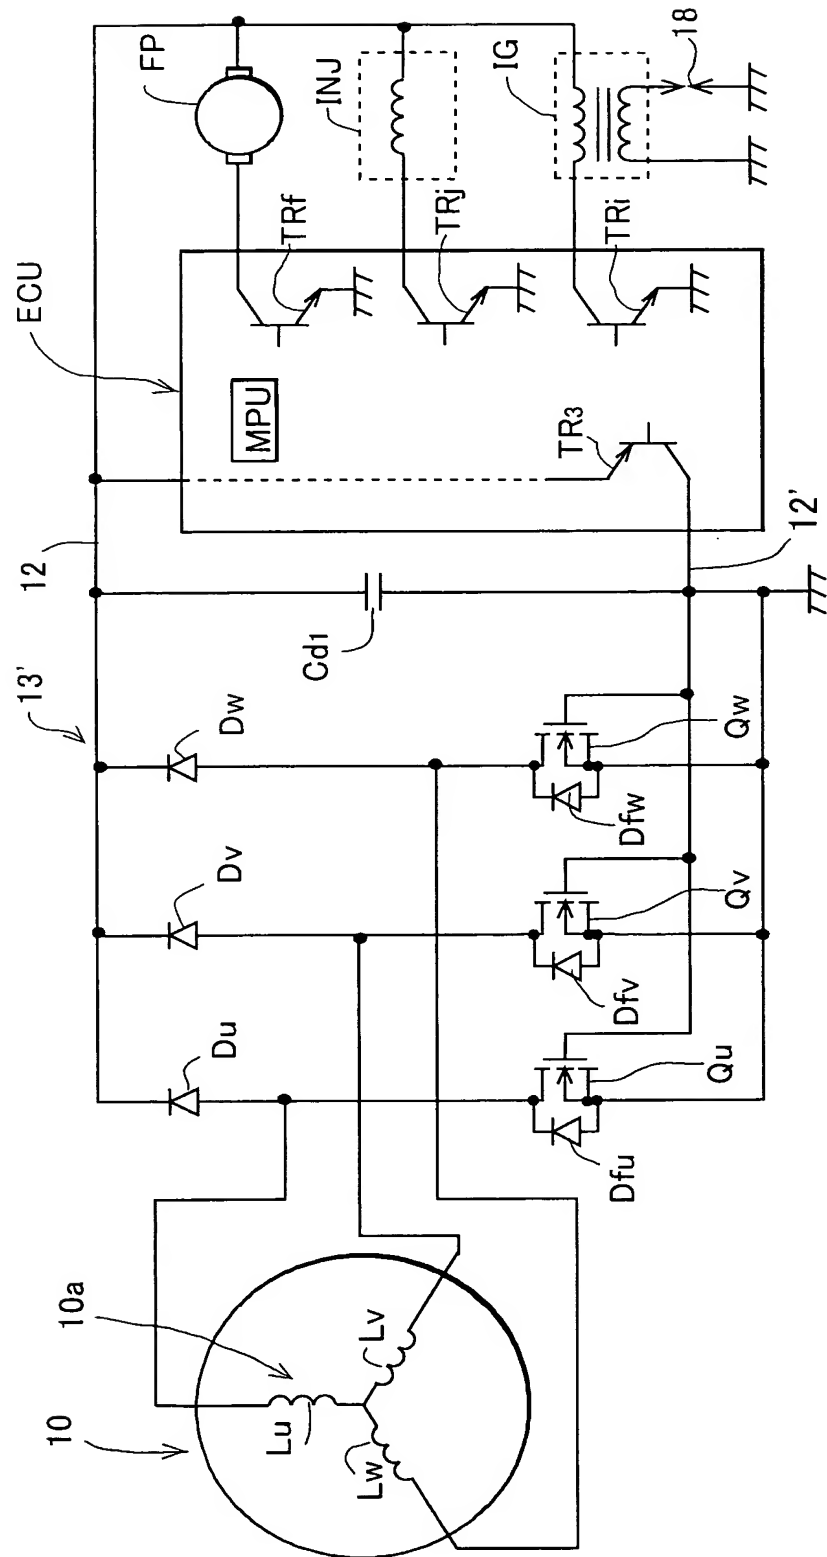 10
10a
Lu
Lv
Lw
13'
12
Du
Dv
Dw
Cd1
Dfu
Dfv
Dfw
Qu
Qv
Qw
12'
ECU
MPU
TR3
TRf
TRj
TRi
FP
INJ
IG
18